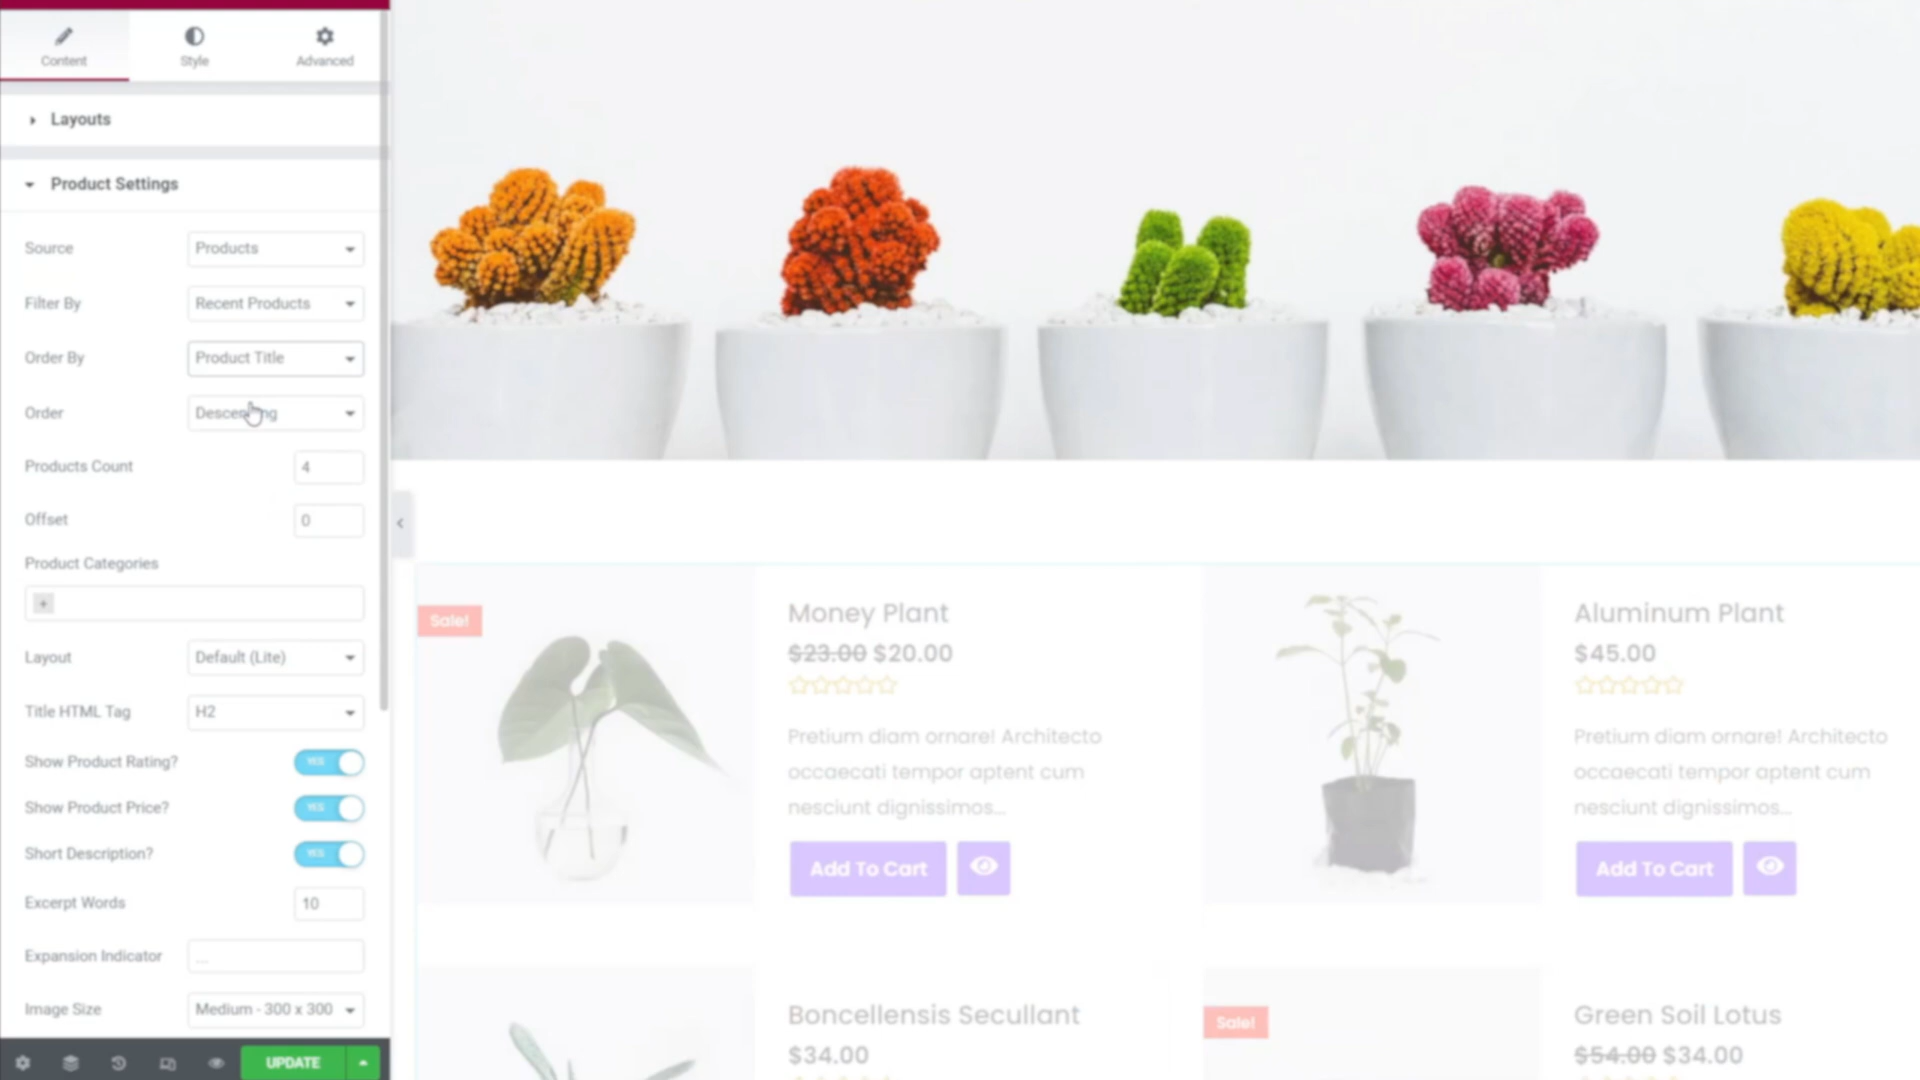 Content
Style
Advanced
Layouts
Product Settings
Source
Products
Filter By
Recent Products
Order By
Product Title
Order
Descending
Products Count
4
Offset
0
Product Categories
+
Layout
Default (Lite)
Title HTML Tag
H2
Show Product Rating?
YES
Show Product Price?
YES
Short Description?
YES
Excerpt Words
10
Expansion Indicator
...
Image Size
Medium - 300 x 300
UPDATE
Sale!
Money Plant
$23.00 $20.00
Pretium diam ornare! Architecto
occaecati tempor aptent cum
nesciunt dignissimos...
Add To Cart
Aluminum Plant
$45.00
Pretium diam ornare! Architecto
occaecati tempor aptent cum
nesciunt dignissimos...
Add To Cart
Boncellensis Secullant
$34.00
Sale!
Green Soil Lotus
$54.00 $34.00